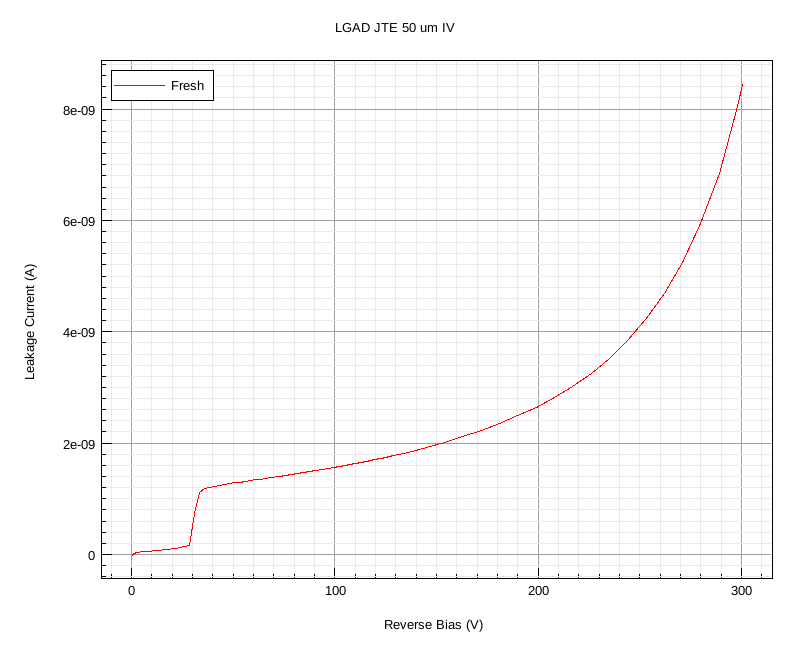 LGAD JTE 50 um IV
Fresh
8e-09
6e-09
4e-09
2e-09
0
Leakage Current (A)
0 100 200 300
Reverse Bias (V)